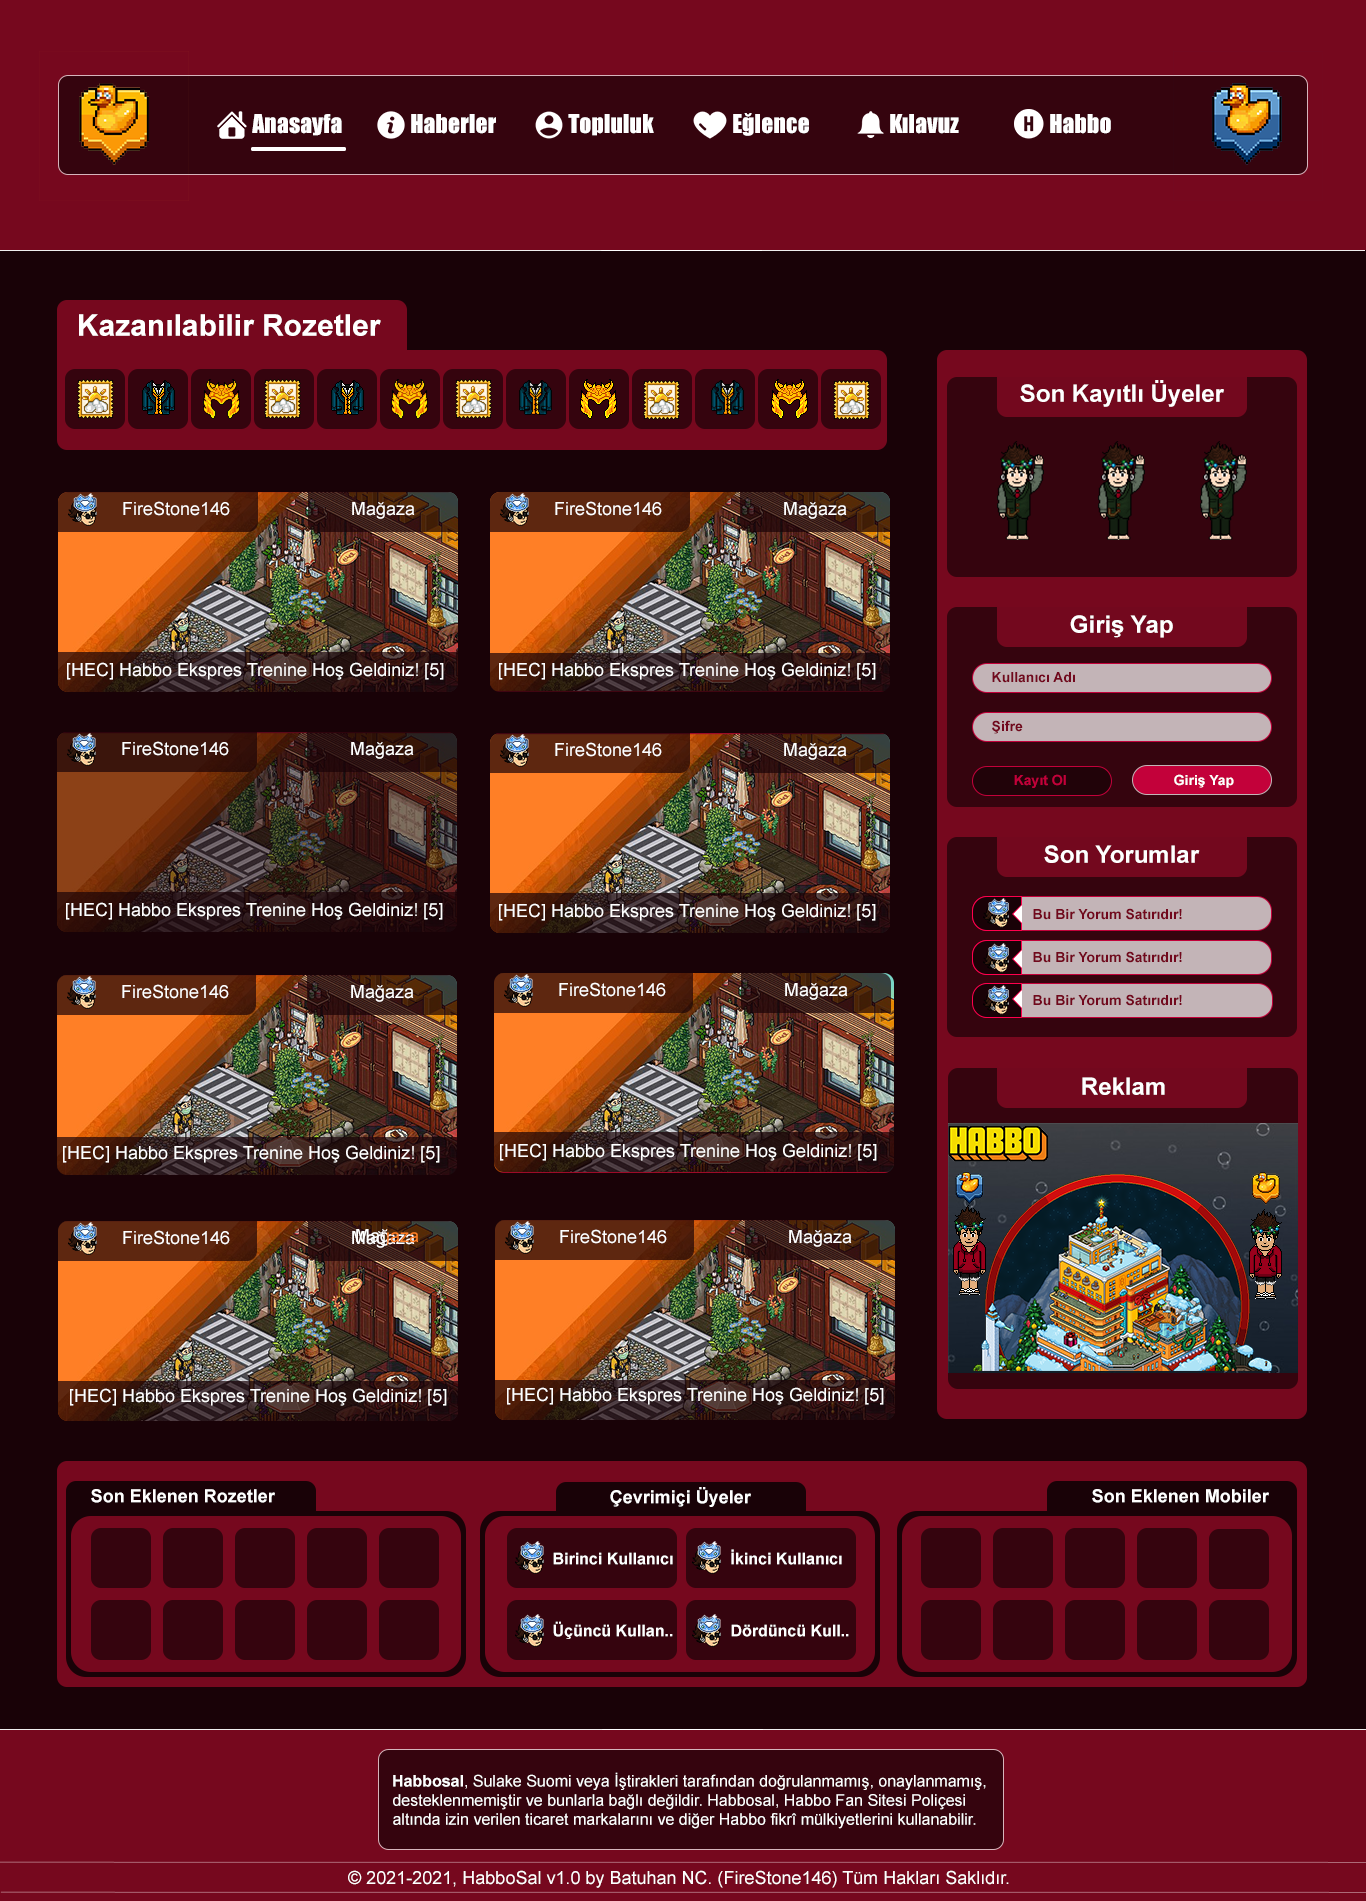 Anasayfa
Haberler
Topluluk
Eğlence
Kılavuz
H Habbo
Kazanılabilir Rozetler
FireStone146
Mağaza
[HEC] Habbo Ekspres Trenine Hoş Geldiniz! [5]
FireStone146
Mağaza
[HEC] Habbo Ekspres Trenine Hoş Geldiniz! [5]
FireStone146
Mağaza
[HEC] Habbo Ekspres Trenine Hoş Geldiniz! [5]
FireStone146
Mağaza
[HEC] Habbo Ekspres Trenine Hoş Geldiniz! [5]
FireStone146
Mağaza
[HEC] Habbo Ekspres Trenine Hoş Geldiniz! [5]
FireStone146
Mağaza
[HEC] Habbo Ekspres Trenine Hoş Geldiniz! [5]
FireStone146
Mağaza
[HEC] Habbo Ekspres Trenine Hoş Geldiniz! [5]
FireStone146
Mağaza
[HEC] Habbo Ekspres Trenine Hoş Geldiniz! [5]
Son Kayıtlı Üyeler
Giriş Yap
Kullanıcı Adı
Şifre
Kayıt Ol
Giriş Yap
Son Yorumlar
Bu Bir Yorum Satırıdır!
Bu Bir Yorum Satırıdır!
Bu Bir Yorum Satırıdır!
Reklam
HABBO
Son Eklenen Rozetler
Çevrimiçi Üyeler
Birinci Kullanıcı
İkinci Kullanıcı
Üçüncü Kullan..
Dördüncü Kull..
Son Eklenen Mobiler
Habbosal, Sulake Suomi veya İştirakleri tarafından doğrulanmamış, onaylanmamış,
desteklenmemiştir ve bunlarla bağlı değildir. Habbosal, Habbo Fan Sitesi Poliçesi
altında izin verilen ticaret markalarını ve diğer Habbo fikrî mülkiyetlerini kullanabilir.
© 2021-2021, HabboSal v1.0 by Batuhan NC. (FireStone146) Tüm Hakları Saklıdır.